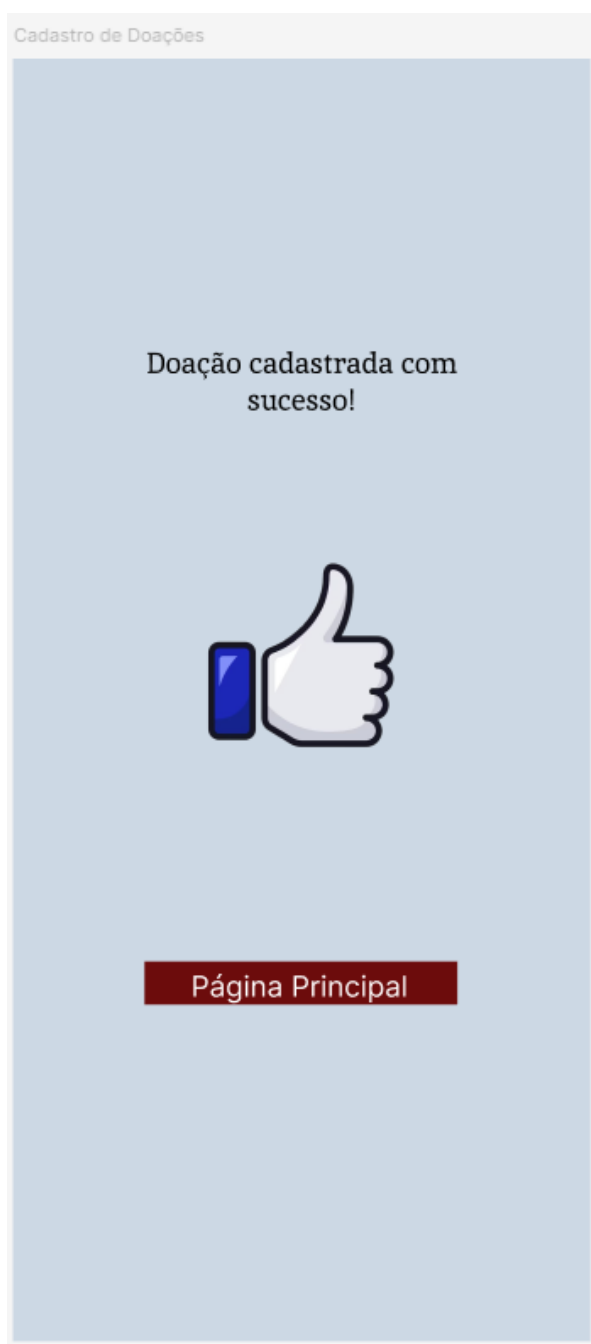 Cadastro de Doações
Doação cadastrada com
sucesso!
Página Principal